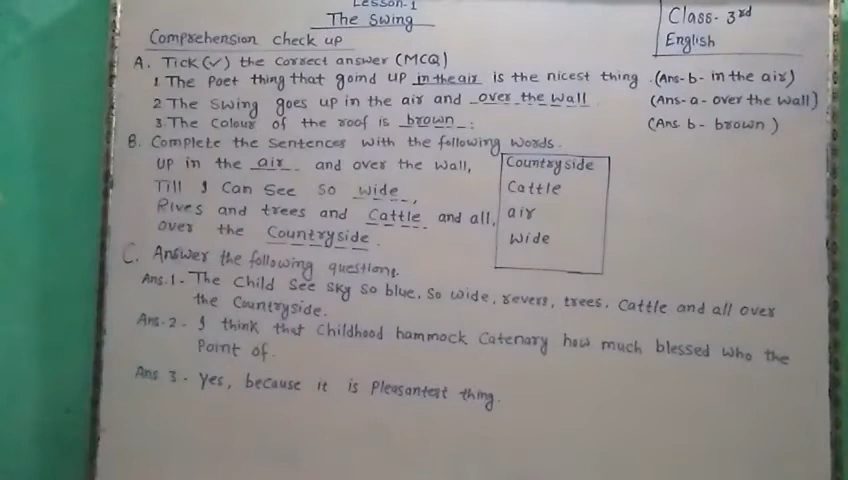 Lesson-1
The Swing
Class- 3rd
English
Comprehension Check up
A. Tick (✓) the correct answer (MCQ)
1 The Poet thing that goind up in the air is the nicest thing. (Ans-b- in the air)
2 The Swing goes up in the air and over the wall (Ans-a- over the wall)
3. The Colour of the roof is brown. (Ans. b - brown)
B. Complete the Sentences with the following words.
up in the air and over the wall,
Till I Can See So wide,
Rives and trees and Cattle and all,
over the Countryside.
Countryside
Cattle
air
wide
C. Answer the following questions.
Ans.1- The Child See Sky So blue, So wide, revers, trees, Cattle and all over
the Countryside.
Ans.-2- I think that Childhood hammock Catenary how much blessed who the
Point of.
Ans 3- Yes, because it is Pleasantest thing.